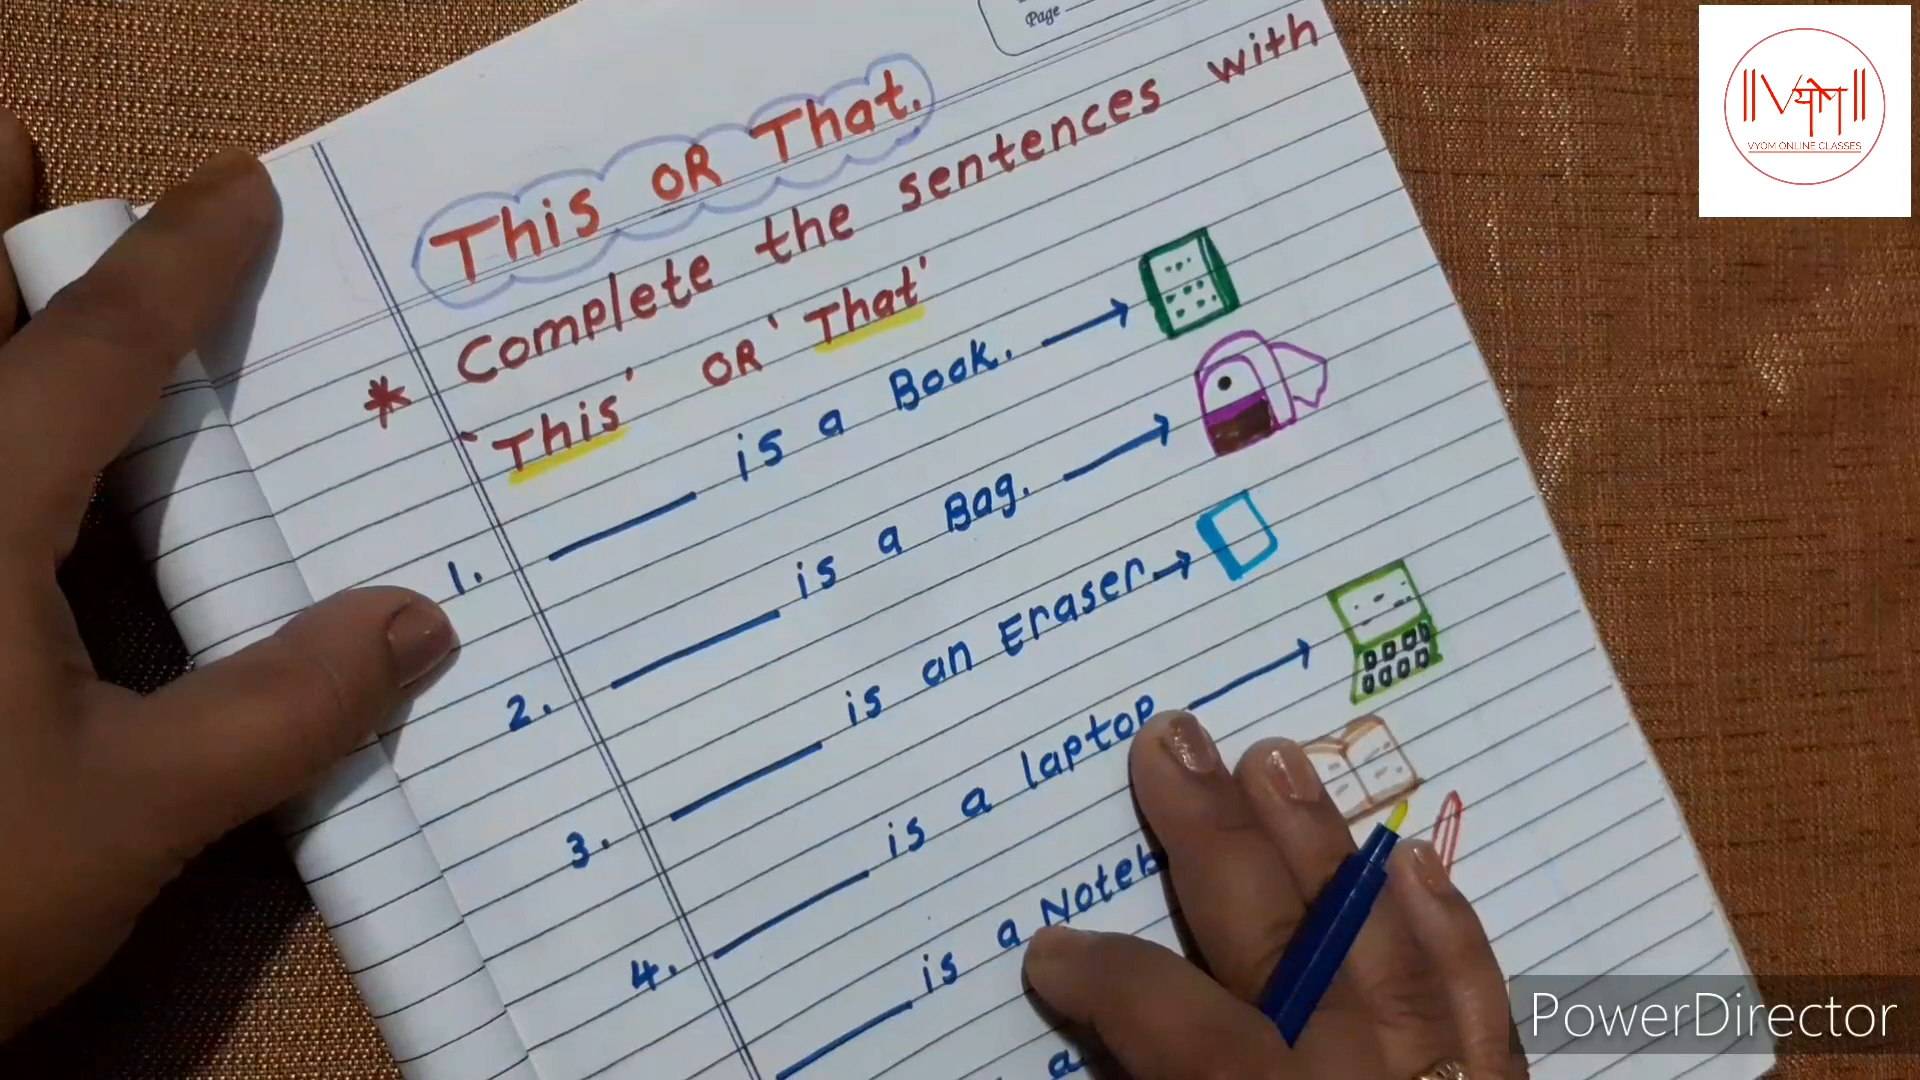 Page
This OR That.
* Complete the sentences with
'This' OR 'That'
1. ______ is a Book. →
2. ______ is a Bag. →
3. ______ is an Eraser →
4. ______ is a laptop →
______ is a Noteb
a
||व्योम||
VYOM ONLINE CLASSES
PowerDirector